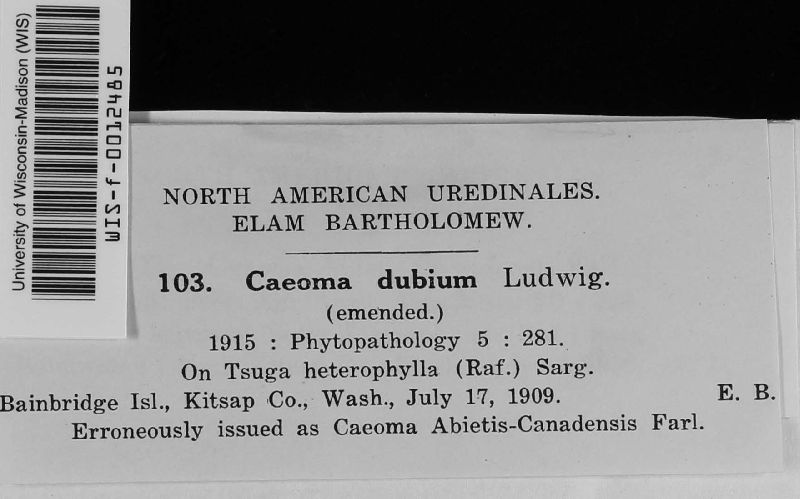 University of Wisconsin-Madison (WIS)
WIS-f-0012485
NORTH AMERICAN UREDINALES.
ELAM BARTHOLOMEW.
103. Caeoma dubium Ludwig.
(emended.)
1915 : Phytopathology 5 : 281.
On Tsuga heterophylla (Raf.) Sarg.
Bainbridge Isl., Kitsap Co., Wash., July 17, 1909. E. B.
Erroneously issued as Caeoma Abietis-Canadensis Farl.